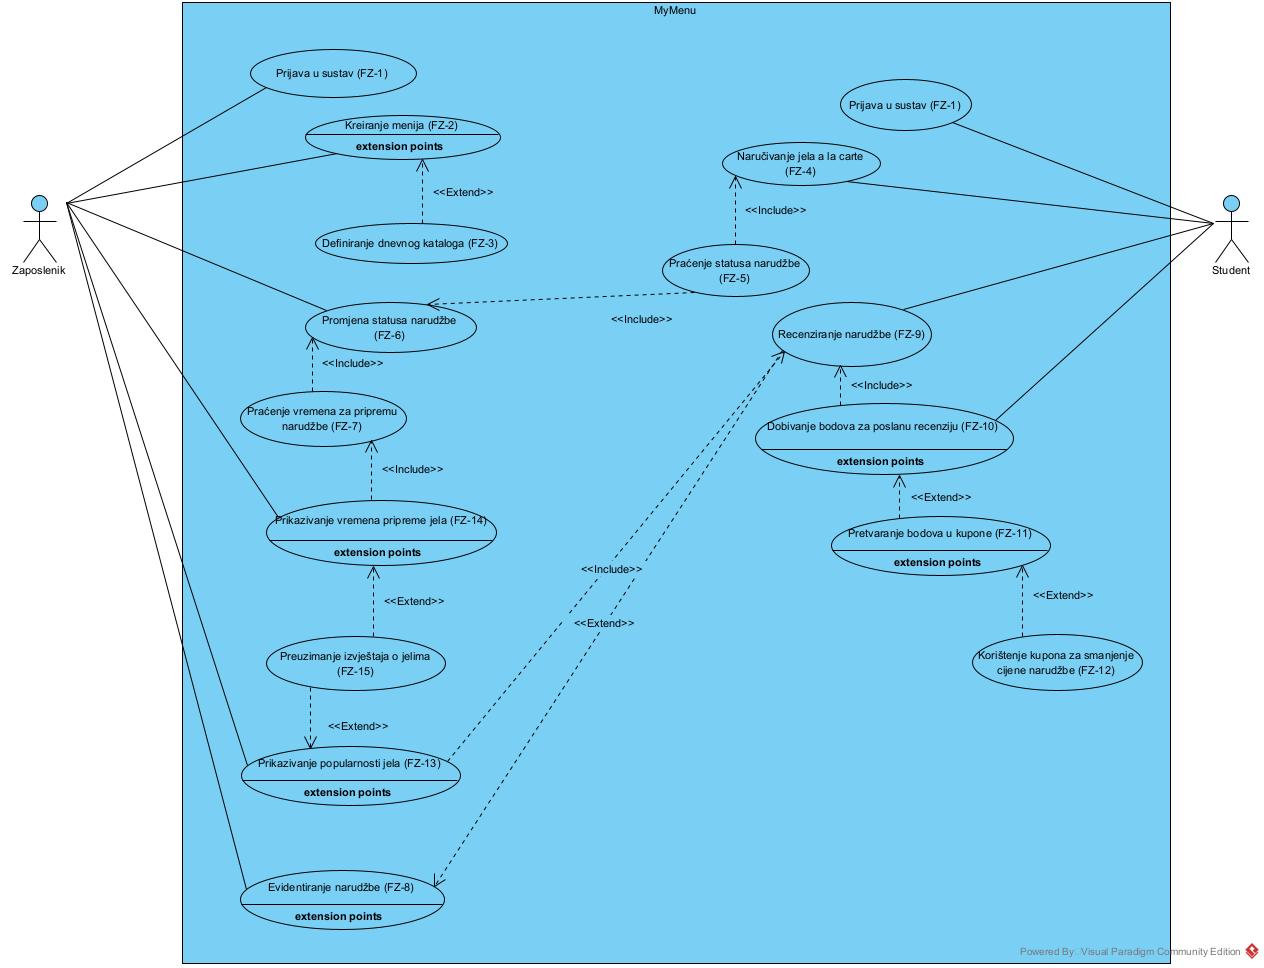 MyMenu
Prijava u sustav (FZ-1)
Prijava u sustav (FZ-1)
Kreiranje menija (FZ-2)
extension points
Naručivanje jela a la carte
(FZ-4)
<<Extend>>
<<Include>>
Definiranje dnevnog kataloga (FZ-3)
Zaposlenik
Student
Praćenje statusa narudžbe
(FZ-5)
Promjena statusa narudžbe
(FZ-6)
<<Include>>
Recenziranje narudžbe (FZ-9)
<<Include>>
<<Include>>
Praćenje vremena za pripremu
narudžbe (FZ-7)
Dobivanje bodova za poslanu recenziju (FZ-10)
extension points
<<Include>>
<<Extend>>
Prikazivanje vremena pripreme jela (FZ-14)
extension points
Pretvaranje bodova u kupone (FZ-11)
extension points
<<Include>>
<<Extend>>
<<Extend>>
<<Extend>>
Preuzimanje izvještaja o jelima
(FZ-15)
Korištenje kupona za smanjenje
cijene narudžbe (FZ-12)
<<Extend>>
Prikazivanje popularnosti jela (FZ-13)
extension points
Evidentiranje narudžbe (FZ-8)
extension points
Powered By: Visual Paradigm Community Edition